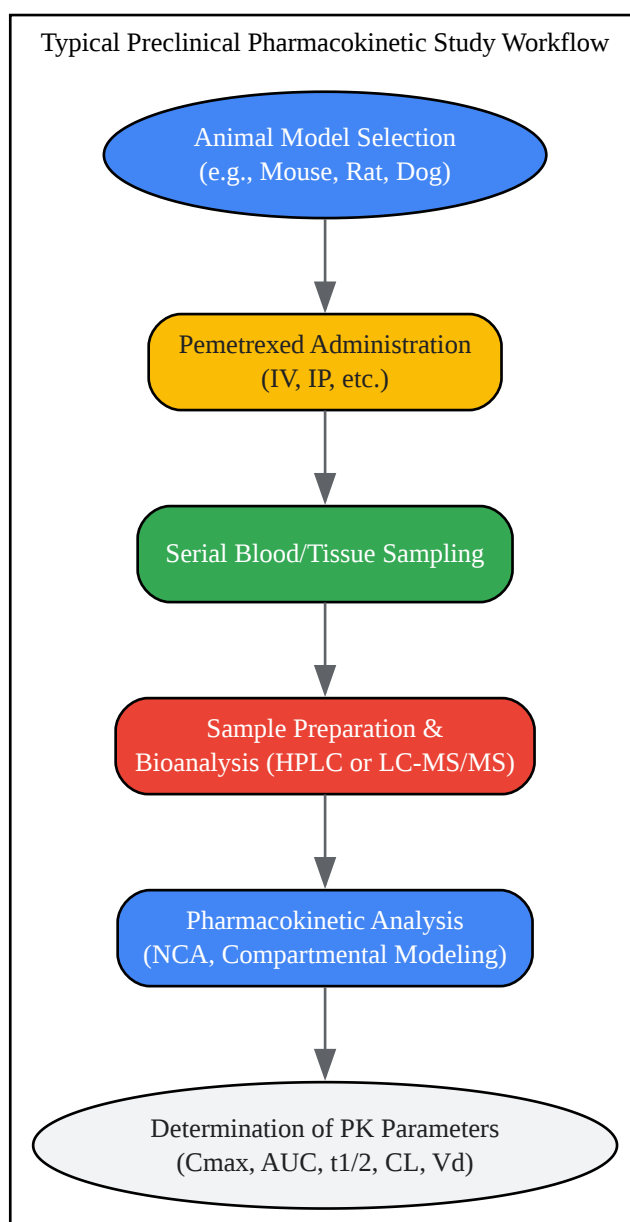 Typical Preclinical Pharmacokinetic Study Workflow
Animal Model Selection
(e.g., Mouse, Rat, Dog)
Pemetrexed Administration
(IV, IP, etc.)
Serial Blood/Tissue Sampling
Sample Preparation &
Bioanalysis (HPLC or LC-MS/MS)
Pharmacokinetic Analysis
(NCA, Compartmental Modeling)
Determination of PK Parameters
(Cmax, AUC, t1/2, CL, Vd)